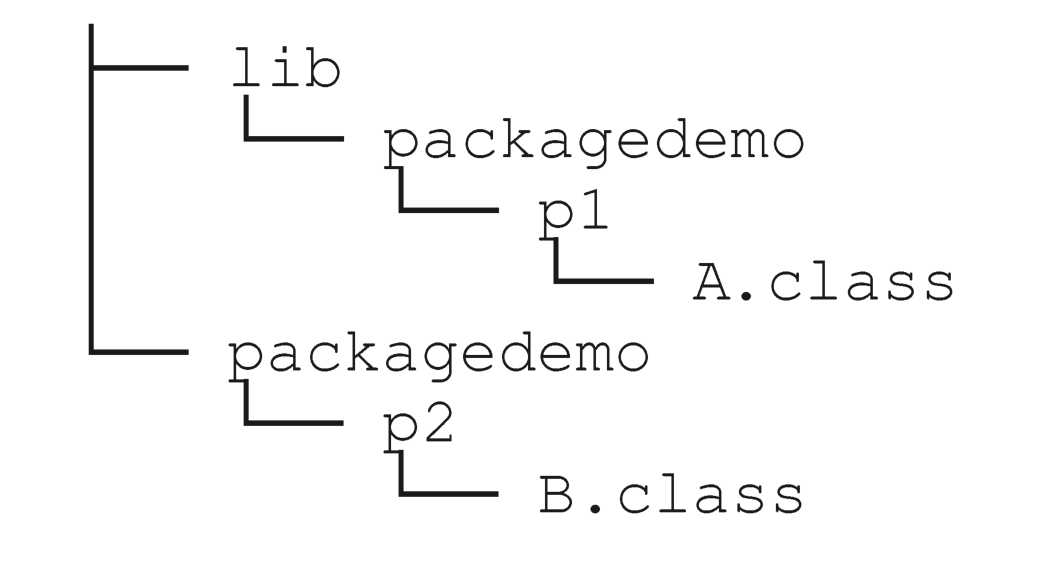 lib
packagedemo
p1
A.class
packagedemo
p2
B.class